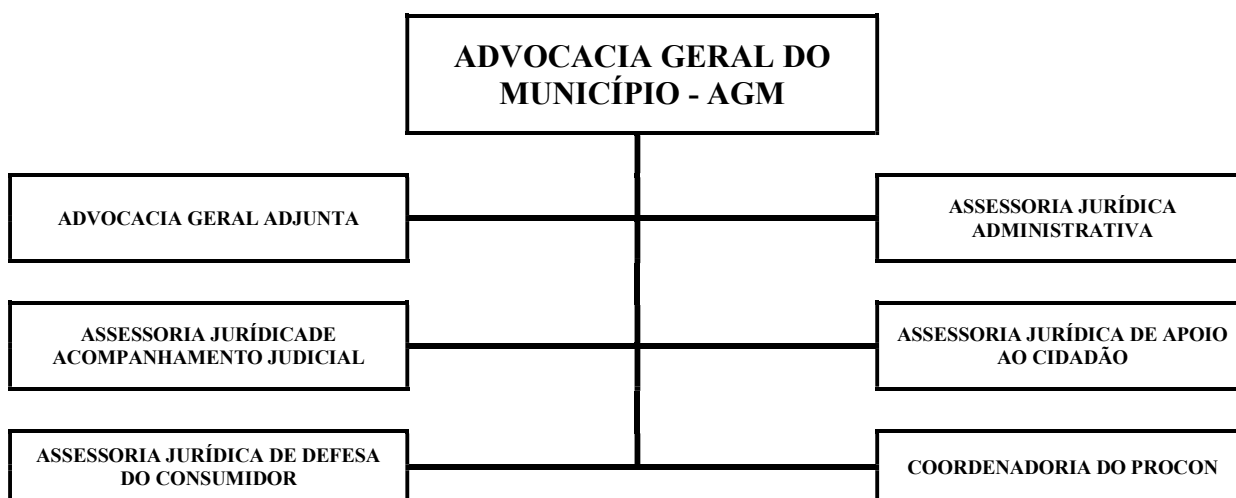 ADVOCACIA GERAL DO
MUNICÍPIO - AGM
ADVOCACIA GERAL ADJUNTA
ASSESSORIA JURÍDICA
ADMINISTRATIVA
ASSESSORIA JURÍDICADE
ACOMPANHAMENTO JUDICIAL
ASSESSORIA JURÍDICA DE APOIO
AO CIDADÃO
ASSESSORIA JURÍDICA DE DEFESA
DO CONSUMIDOR
COORDENADORIA DO PROCON